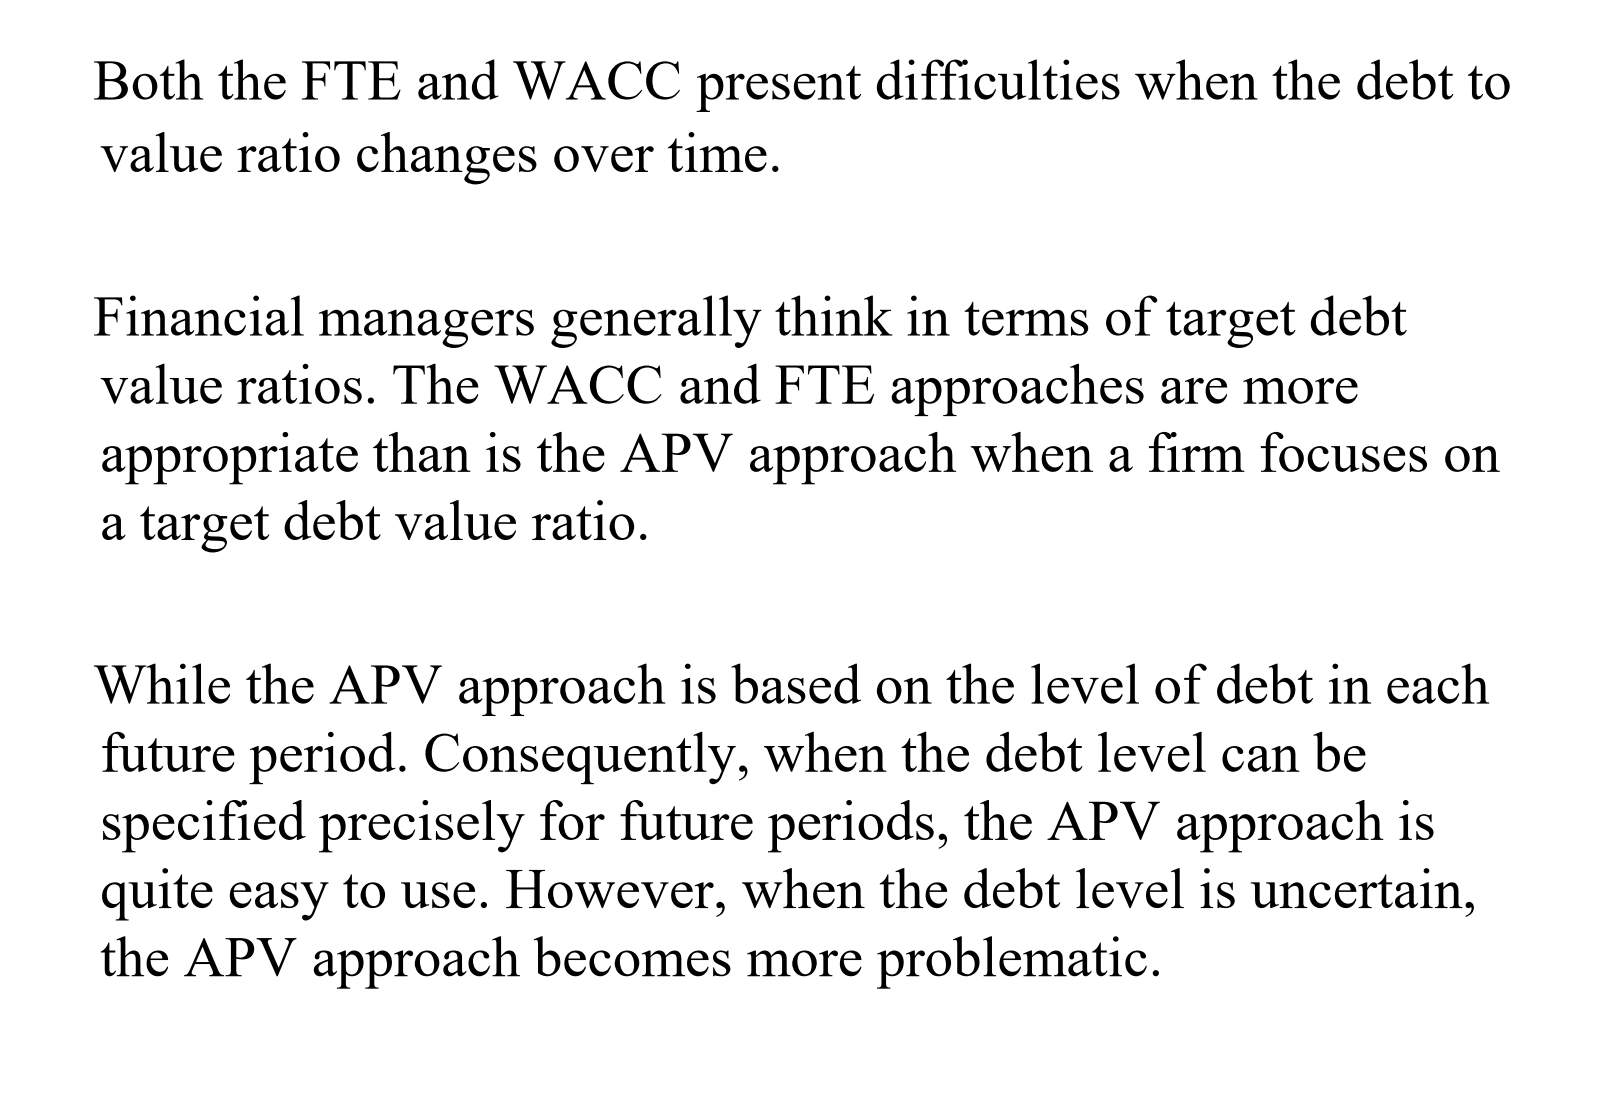 Both the FTE and WACC present difficulties when the debt to
value ratio changes over time.
Financial managers generally think in terms of target debt
value ratios. The WACC and FTE approaches are more
appropriate than is the APV approach when a firm focuses on
a target debt value ratio.
While the APV approach is based on the level of debt in each
future period. Consequently, when the debt level can be
specified precisely for future periods, the APV approach is
quite easy to use. However, when the debt level is uncertain,
the APV approach becomes more problematic.